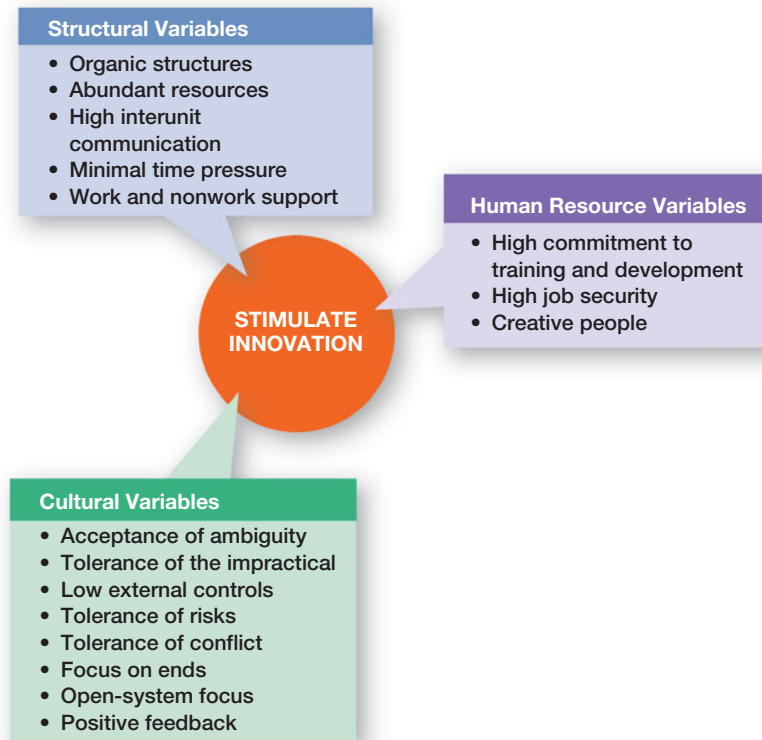 Structural Variables
• Organic structures
• Abundant resources
• High interunit
communication
• Minimal time pressure
• Work and nonwork support
Human Resource Variables
• High commitment to
training and development
• High job security
• Creative people
STIMULATE
INNOVATION
Cultural Variables
• Acceptance of ambiguity
• Tolerance of the impractical
• Low external controls
• Tolerance of risks
• Tolerance of conflict
• Focus on ends
• Open-system focus
• Positive feedback